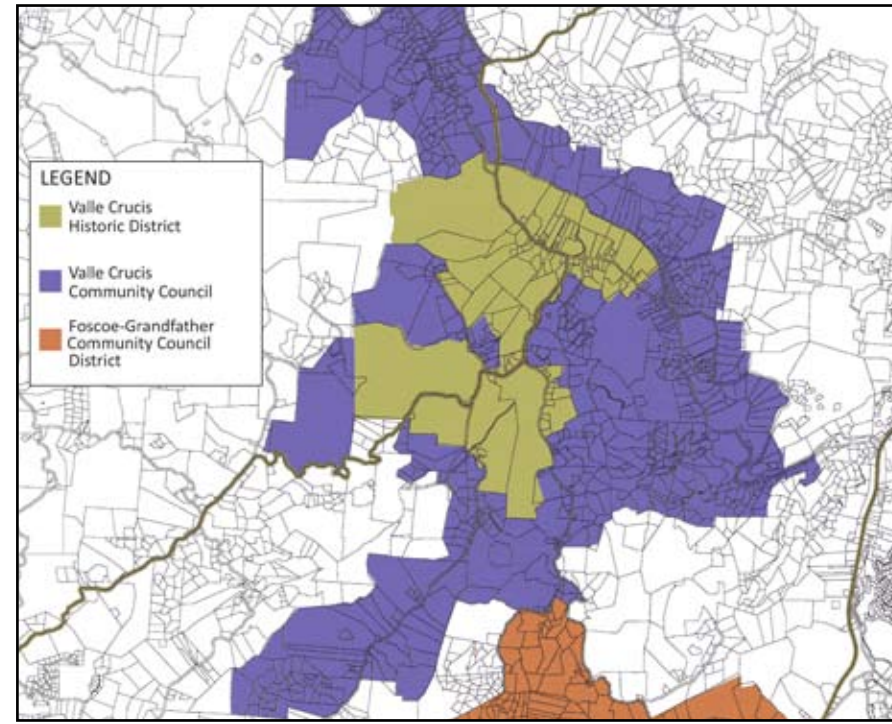 LEGEND
Valle Crucis
Historic District
Valle Crucis
Community Council
Foscoe-Grandfather
Community Council
District